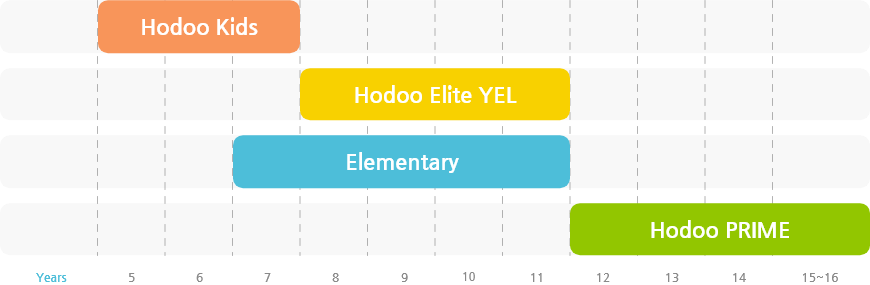 Hodoo Kids
Hodoo Elite YEL
Elementary
Hodoo PRIME
Years 5 6 7 8 9 10 11 12 13 14 15~16